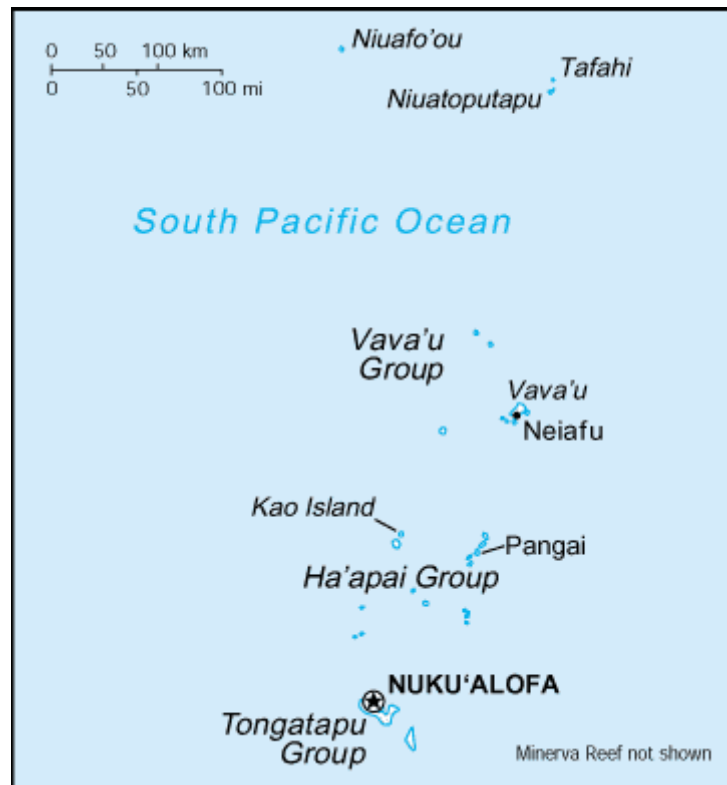 Niuafo'ou
0 50 100 km
0 50 100 mi
Tafahi
Niuatoputapu
South Pacific Ocean
Vava'u
Group
Vava'u
Neiafu
Kao Island
Pangai
Ha'apai Group
NUKU‘ALOFA
Tongatapu
Group
Minerva Reef not shown